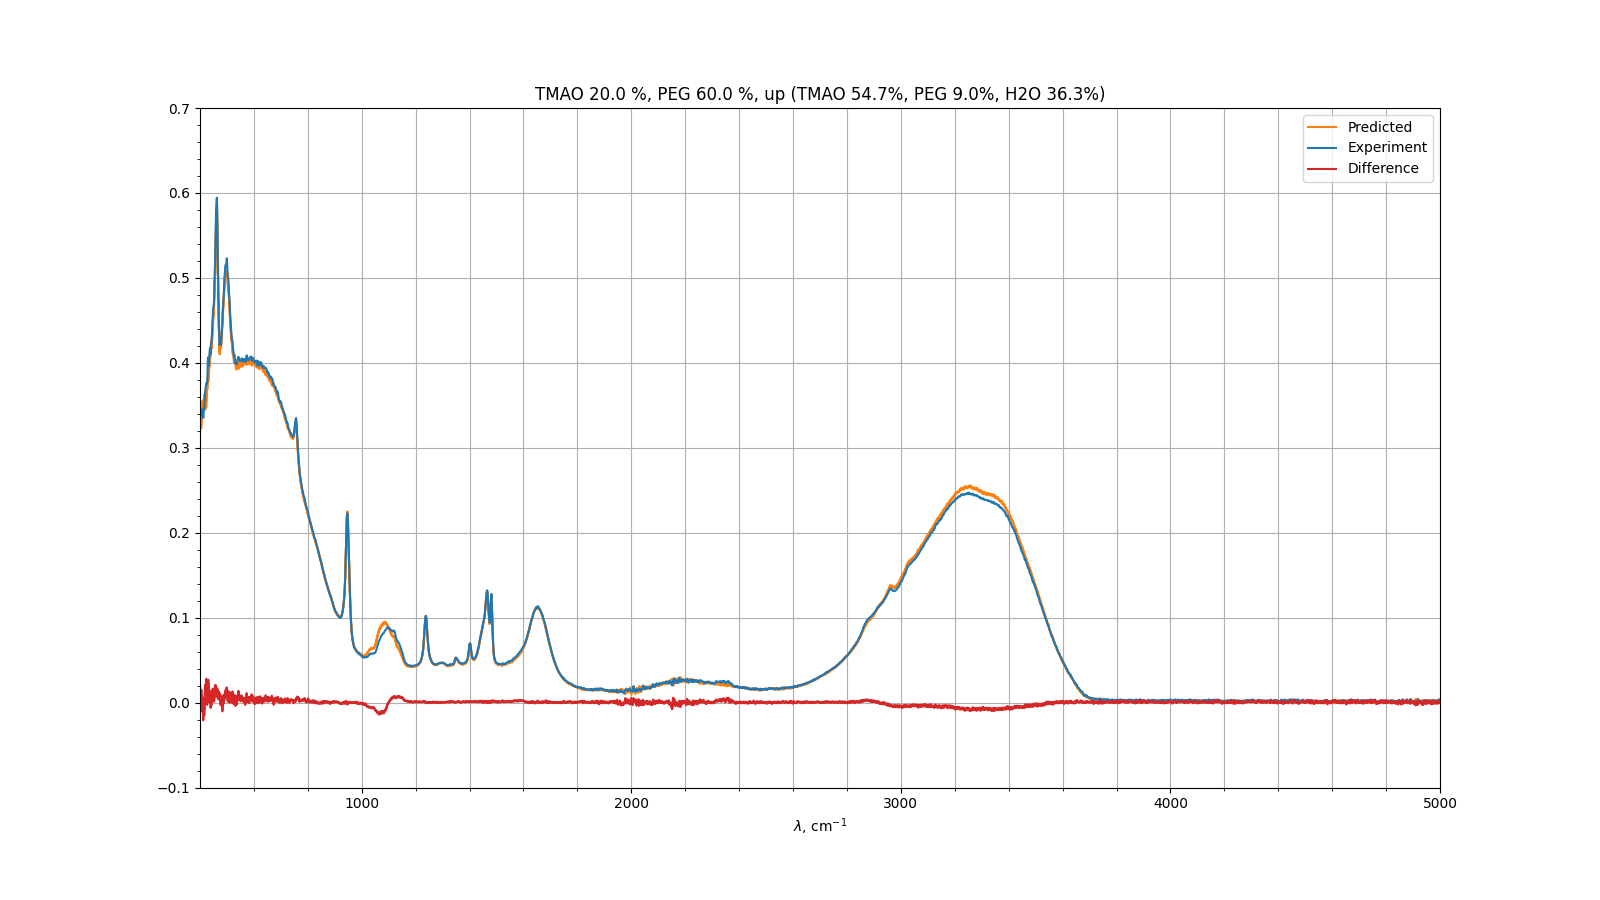 TMAO 20.0 %, PEG 60.0 %, up (TMAO 54.7%, PEG 9.0%, H2O 36.3%)
0.7
0.6
0.5
0.4
0.3
0.2
0.1
0.0
−0.1
Predicted
Experiment
Difference
1000 2000 3000 4000 5000
λ, cm⁻¹